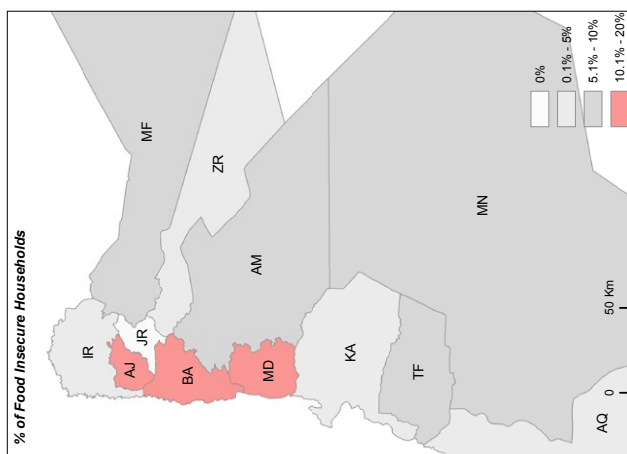 % of Food Insecure Households
IR
MF
AJ
JR
ZR
BA
AM
MD
KA
MN
TF
AQ
0%
0.1% - 5%
5.1% - 10%
10.1% - 20%
0
50 Km